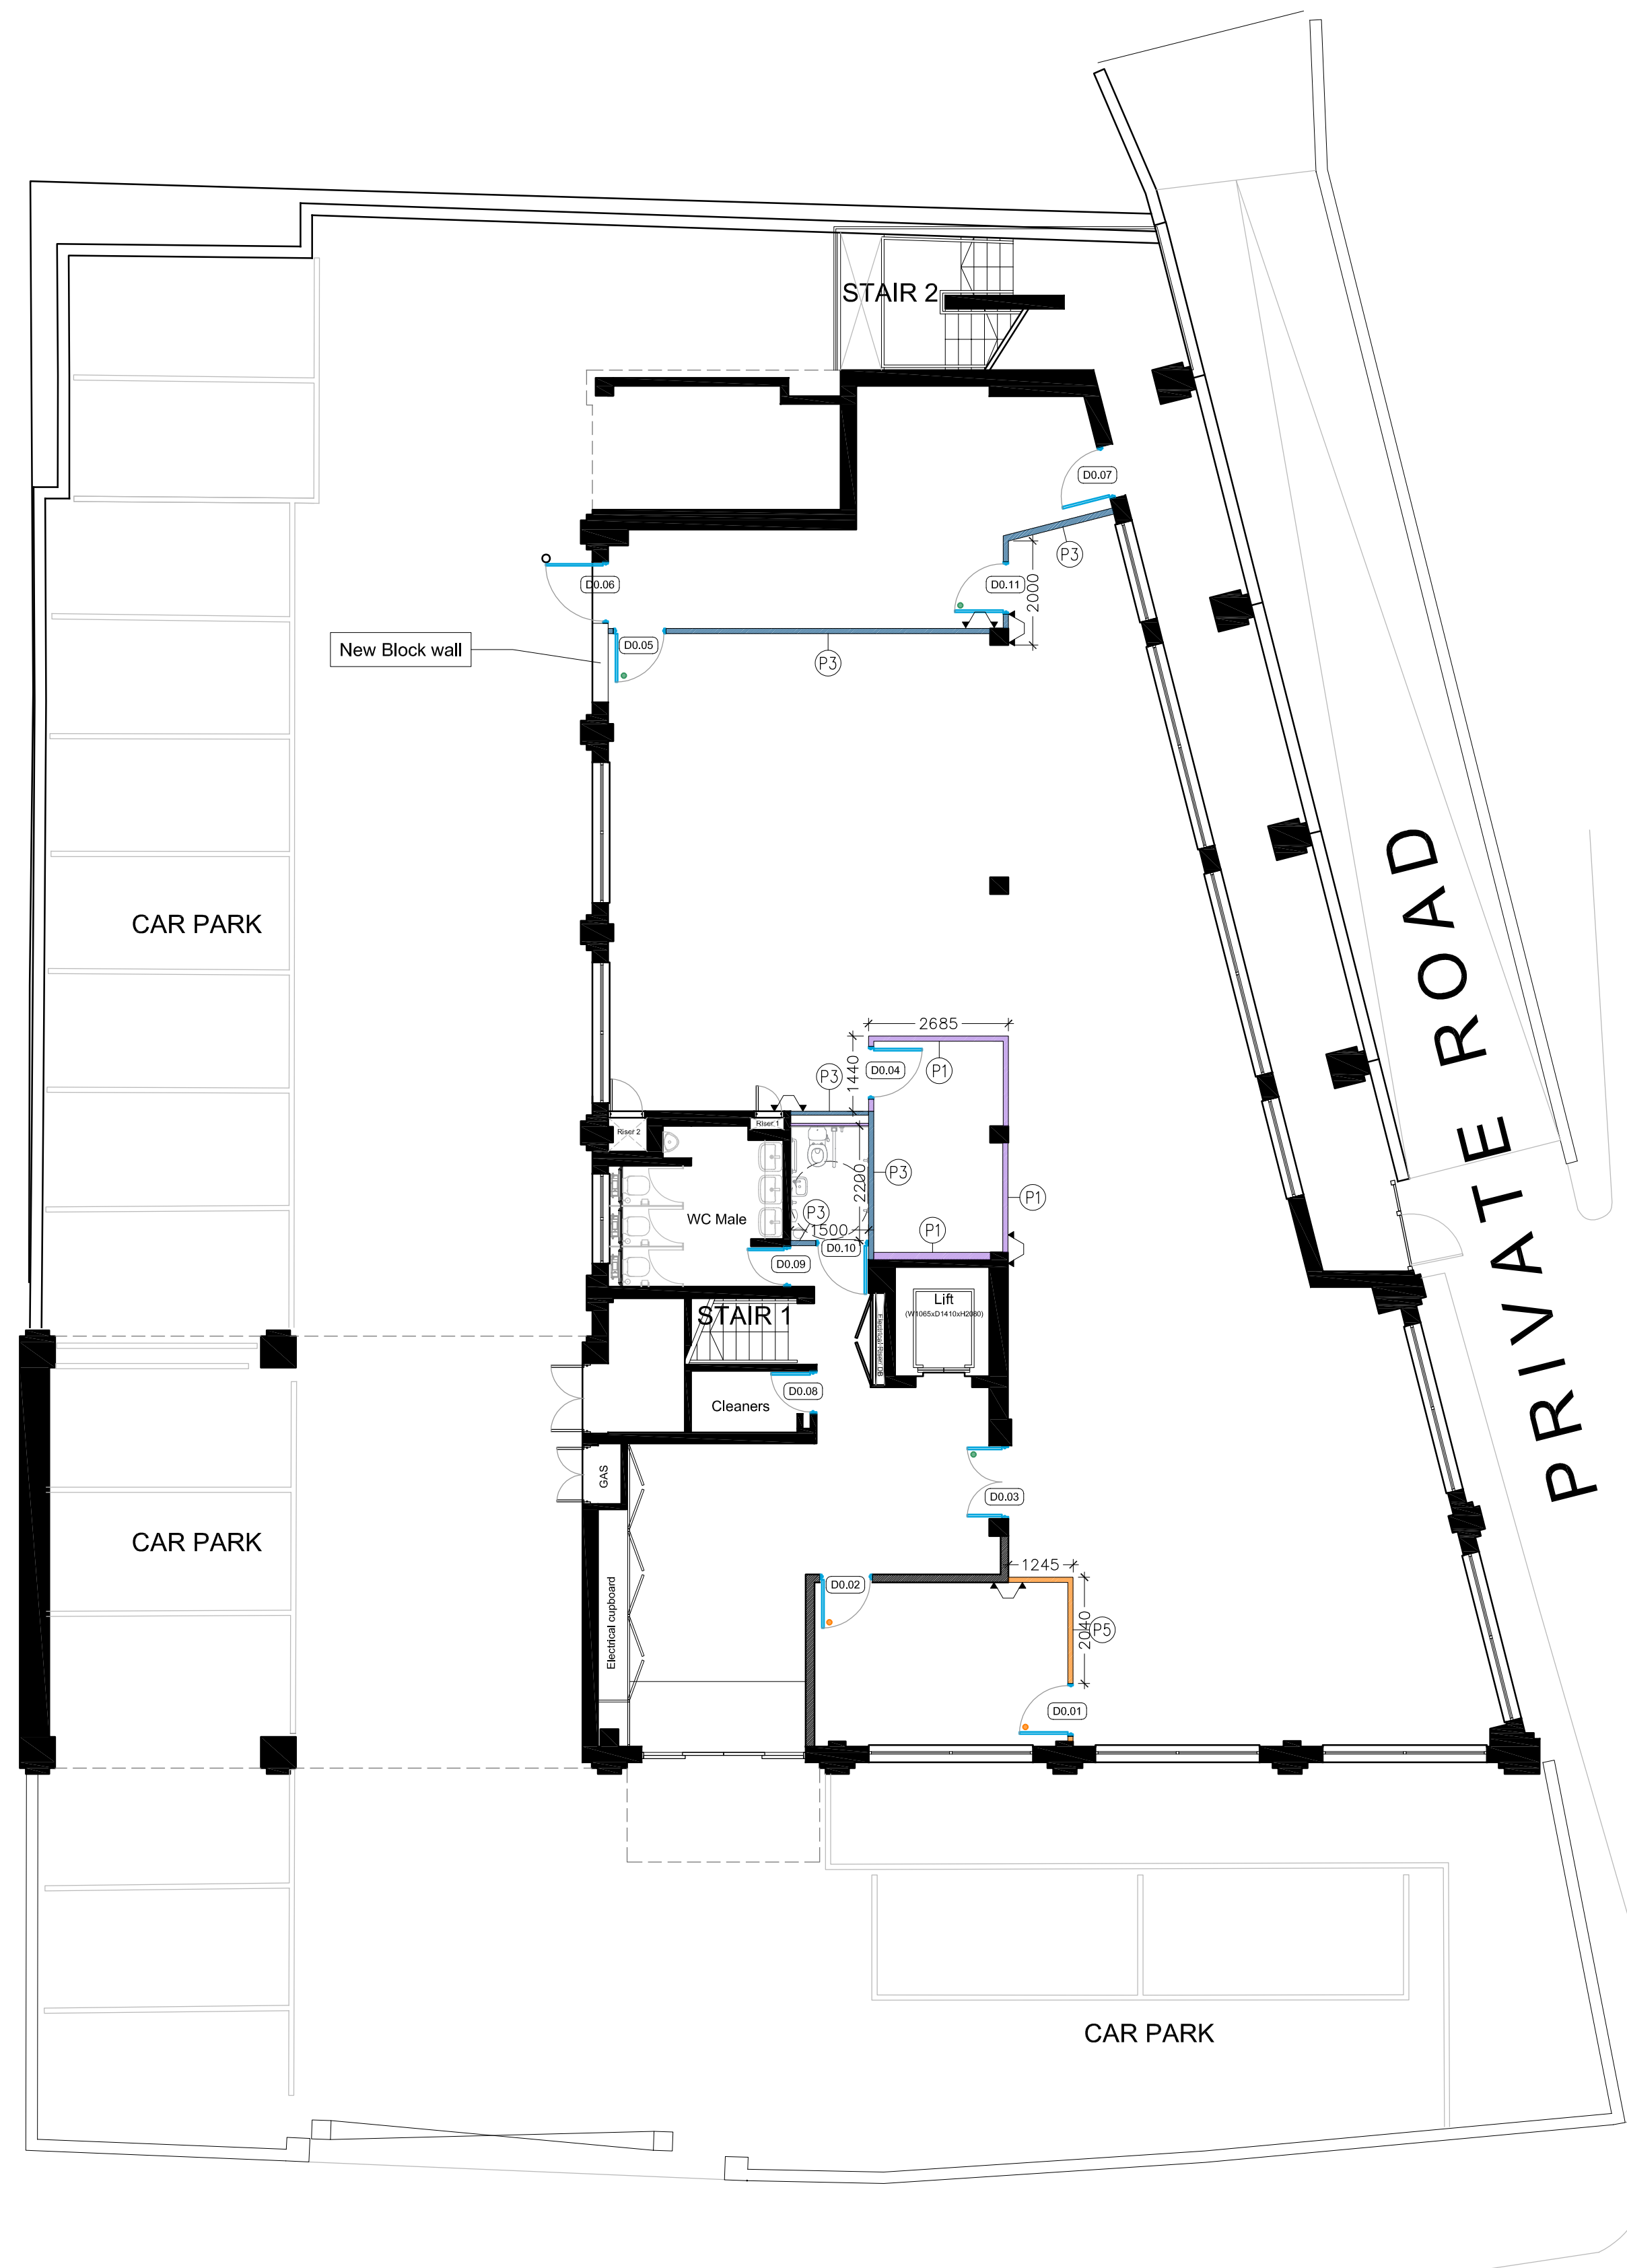 STAIR 2
D0.07
P3
D0.06
D0.11
2000
New Block wall
D0.05
P3
CAR PARK
PRIVATE ROAD
2685
1440
D0.04
P1
P3
Riser 2
Riser 1
P3
2200
WC Male
P3
1500
P1
P1
D0.10
D0.09
Lift
(W1065xD1410xH2080)
STAIR 1
Electrical Riser DB
D0.08
Cleaners
GAS
D0.03
CAR PARK
1245
D0.02
Electrical cupboard
2040
P5
D0.01
CAR PARK